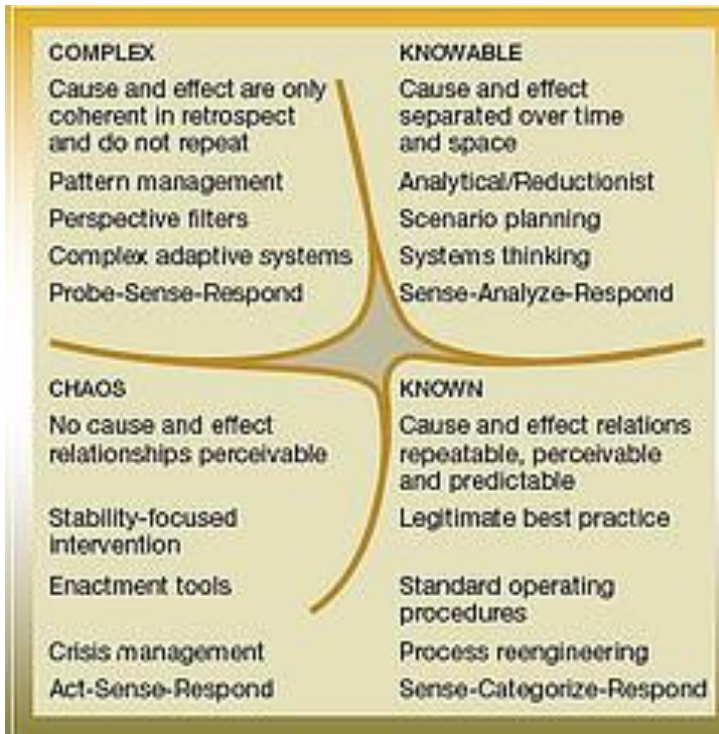 COMPLEX
Cause and effect are only
coherent in retrospect
and do not repeat
Pattern management
Perspective filters
Complex adaptive systems
Probe-Sense-Respond
KNOWABLE
Cause and effect
separated over time
and space
Analytical/Reductionist
Scenario planning
Systems thinking
Sense-Analyze-Respond
CHAOS
No cause and effect
relationships perceivable
Stability-focused
intervention
Enactment tools
Crisis management
Act-Sense-Respond
KNOWN
Cause and effect relations
repeatable, perceivable
and predictable
Legitimate best practice
Standard operating
procedures
Process reengineering
Sense-Categorize-Respond